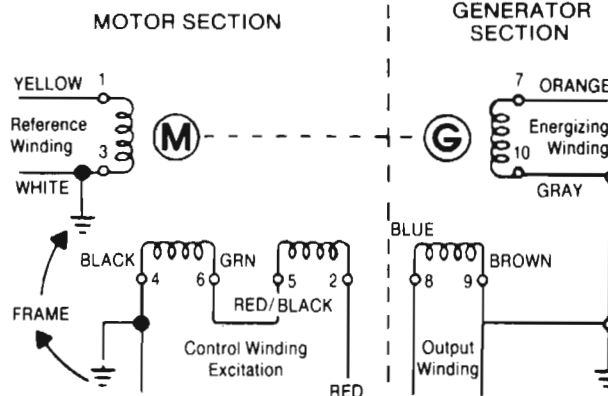 MOTOR SECTION
GENERATOR
SECTION
YELLOW
1
Reference
Winding
3
WHITE
M
G
7
ORANGE
Energizing
Winding
10
GRAY
BLACK
4
6
GRN
5
2
RED/BLACK
BLUE
8
9
BROWN
FRAME
Control Winding
Excitation
RED
Output
Winding